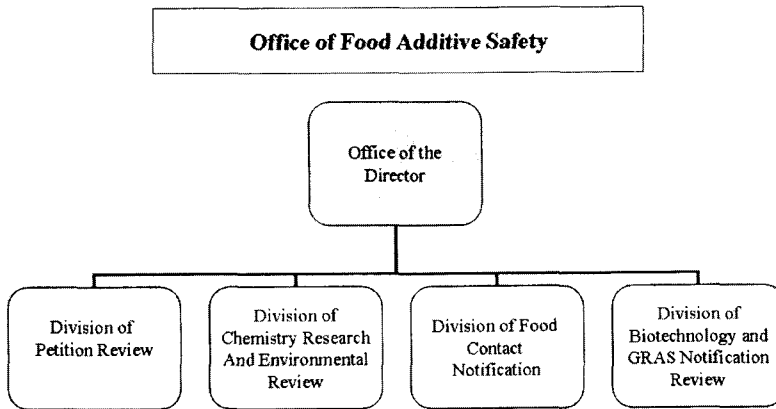 Office of Food Additive Safety
Office of the
Director
Division of
Petition Review
Division of
Chemistry Research
And Environmental
Review
Division of Food
Contact
Notification
Division of
Biotechnology and
GRAS Notification
Review